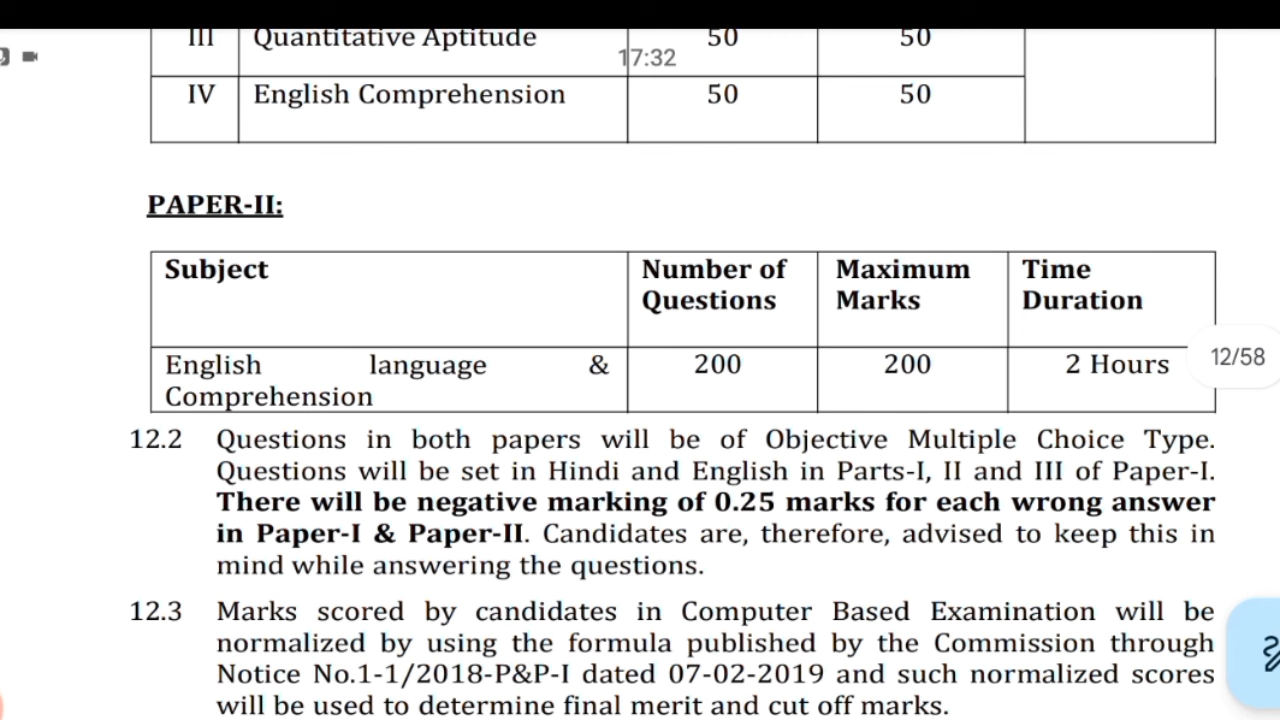 III Quantitative Aptitude 50 50
17:32
IV English Comprehension 50 50
PAPER-II:
Subject Number of Questions Maximum Marks Time Duration
English language & Comprehension 200 200 2 Hours
12/58
12.2 Questions in both papers will be of Objective Multiple Choice Type.
Questions will be set in Hindi and English in Parts-I, II and III of Paper-I.
There will be negative marking of 0.25 marks for each wrong answer
in Paper-I & Paper-II. Candidates are, therefore, advised to keep this in
mind while answering the questions.
12.3 Marks scored by candidates in Computer Based Examination will be
normalized by using the formula published by the Commission through
Notice No.1-1/2018-P&P-I dated 07-02-2019 and such normalized scores
will be used to determine final merit and cut off marks.